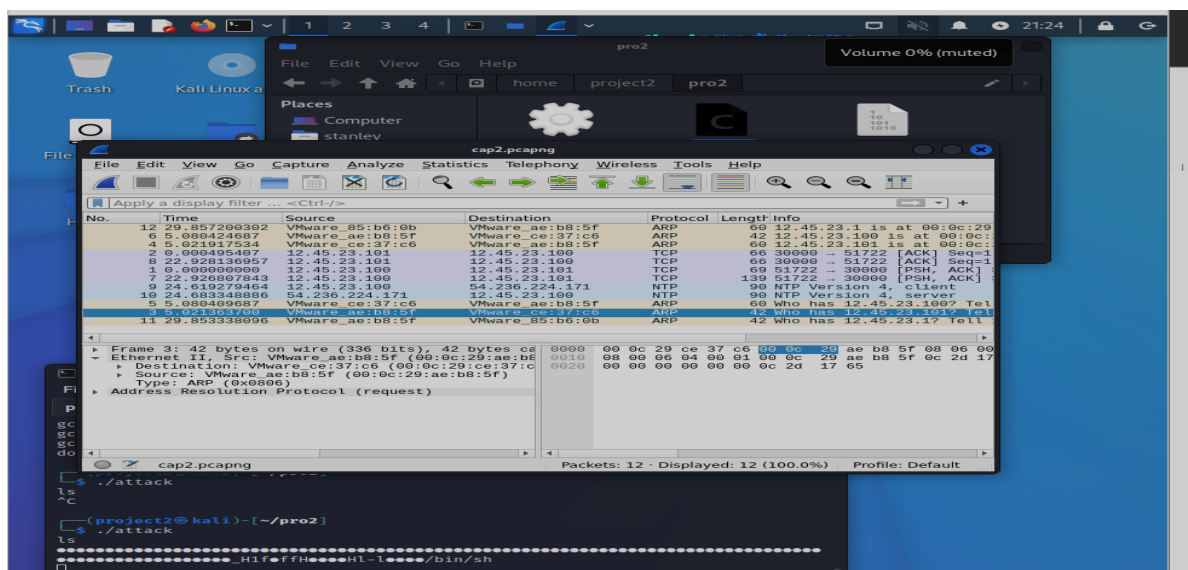 1 2 3 4
21:24
Volume 0% (muted)
pro2
File Edit View Go Help
home project2 pro2
Places
Computer
stanley
Trash
Kali Linux a
File
cap2.pcapng
File Edit View Go Capture Analyze Statistics Telephony Wireless Tools Help
Apply a display filter ... <Ctrl-/>
No. Time Source Destination Protocol Length Info
12 29.857200302 VMware_85:b6:0b VMware_ae:b8:5f ARP 60 12.45.23.1 is at 00:0c:29
6 5.080424687 VMware_ae:b8:5f VMware_ce:37:c6 ARP 42 12.45.23.100 is at 00:0c:
4 5.021917534 VMware_ce:37:c6 VMware_ae:b8:5f ARP 60 12.45.23.101 is at 00:0c:
2 0.000495407 12.45.23.101 12.45.23.100 TCP 66 30000 → 51722 [ACK] Seq=1
8 22.928136957 12.45.23.101 12.45.23.100 TCP 66 30000 → 51722 [ACK] Seq=1
1 0.000000000 12.45.23.100 12.45.23.101 TCP 69 51722 → 30000 [PSH, ACK]
7 22.926807843 12.45.23.100 12.45.23.101 TCP 139 51722 → 30000 [PSH, ACK]
9 24.619279464 12.45.23.100 54.236.224.171 NTP 90 NTP Version 4, client
10 24.683348886 54.236.224.171 12.45.23.100 NTP 90 NTP Version 4, server
5 5.080409687 VMware_ce:37:c6 VMware_ae:b8:5f ARP 60 Who has 12.45.23.100? Tell
3 5.021363700 VMware_ae:b8:5f VMware_ce:37:c6 ARP 42 Who has 12.45.23.101? Tel
11 29.853338096 VMware_ae:b8:5f VMware_85:b6:0b ARP 42 Who has 12.45.23.1? Tell
Frame 3: 42 bytes on wire (336 bits), 42 bytes ca
Ethernet II, Src: VMware_ae:b8:5f (00:0c:29:ae:b8
Destination: VMware_ce:37:c6 (00:0c:29:ce:37:c
Source: VMware_ae:b8:5f (00:0c:29:ae:b8:5f)
Type: ARP (0x0806)
Address Resolution Protocol (request)
0000 00 0c 29 ce 37 c6 00 0c 29 ae b8 5f 08 06 00
0010 08 00 06 04 00 01 00 0c 29 ae b8 5f 0c 2d 17
0020 00 00 00 00 00 00 0c 2d 17 65
cap2.pcapng
Packets: 12 · Displayed: 12 (100.0%)
Profile: Default
gc
gc
gc
do
$ ./attack
ls
^C
(project2㉿kali)-[~/pro2]
$ ./attack
ls
/bin/sh